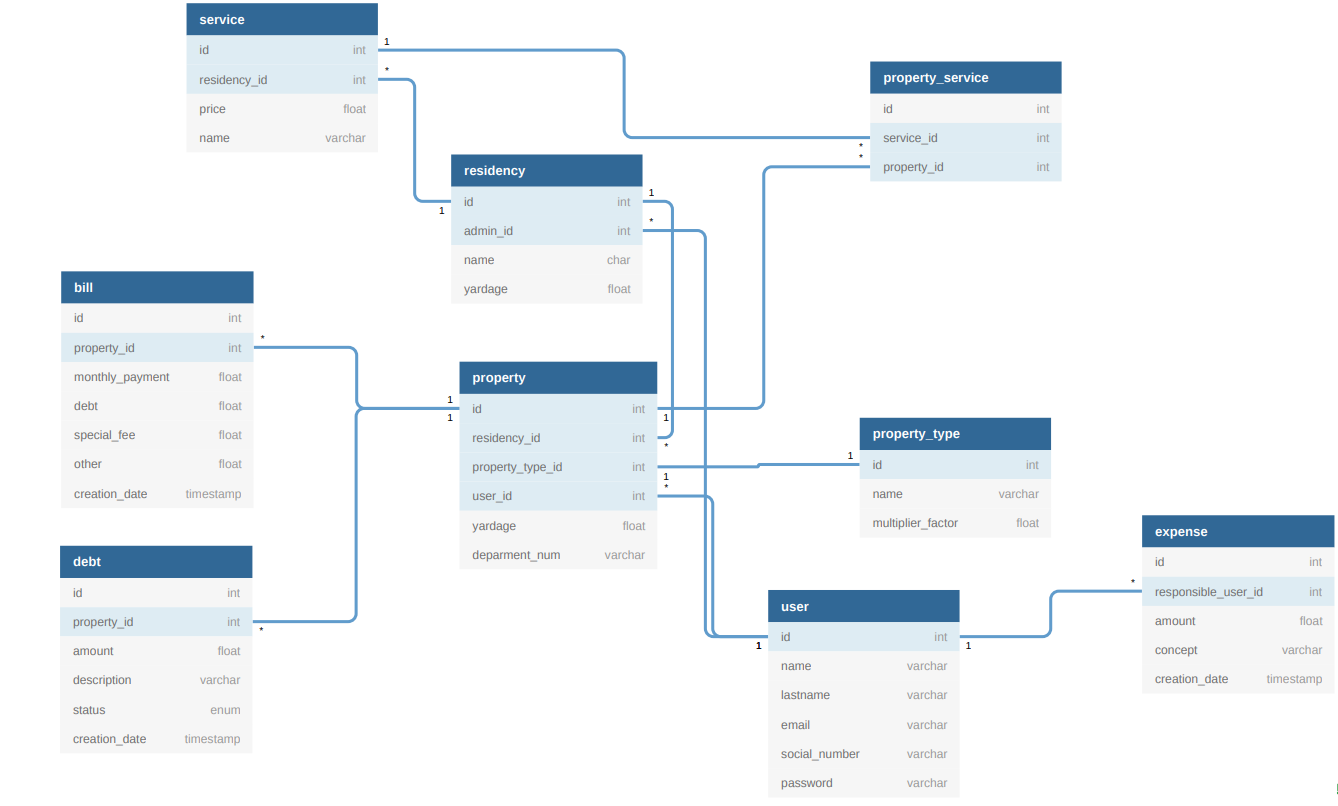 service
id int
residency_id int
price float
name varchar
1
*
property_service
id int
service_id int
property_id int
*
*
residency
id int
admin_id int
name char
yardage float
1
1
*
bill
id int
property_id int
monthly_payment float
debt float
special_fee float
other float
creation_date timestamp
*
property
id int
residency_id int
property_type_id int
user_id int
yardage float
deparment_num varchar
1
1
1
*
1
*
property_type
id int
name varchar
multiplier_factor float
1
debt
id int
property_id int
amount float
description varchar
status enum
creation_date timestamp
*
user
id int
name varchar
lastname varchar
email varchar
social_number varchar
password varchar
1
1
expense
id int
responsible_user_id int
amount float
concept varchar
creation_date timestamp
*